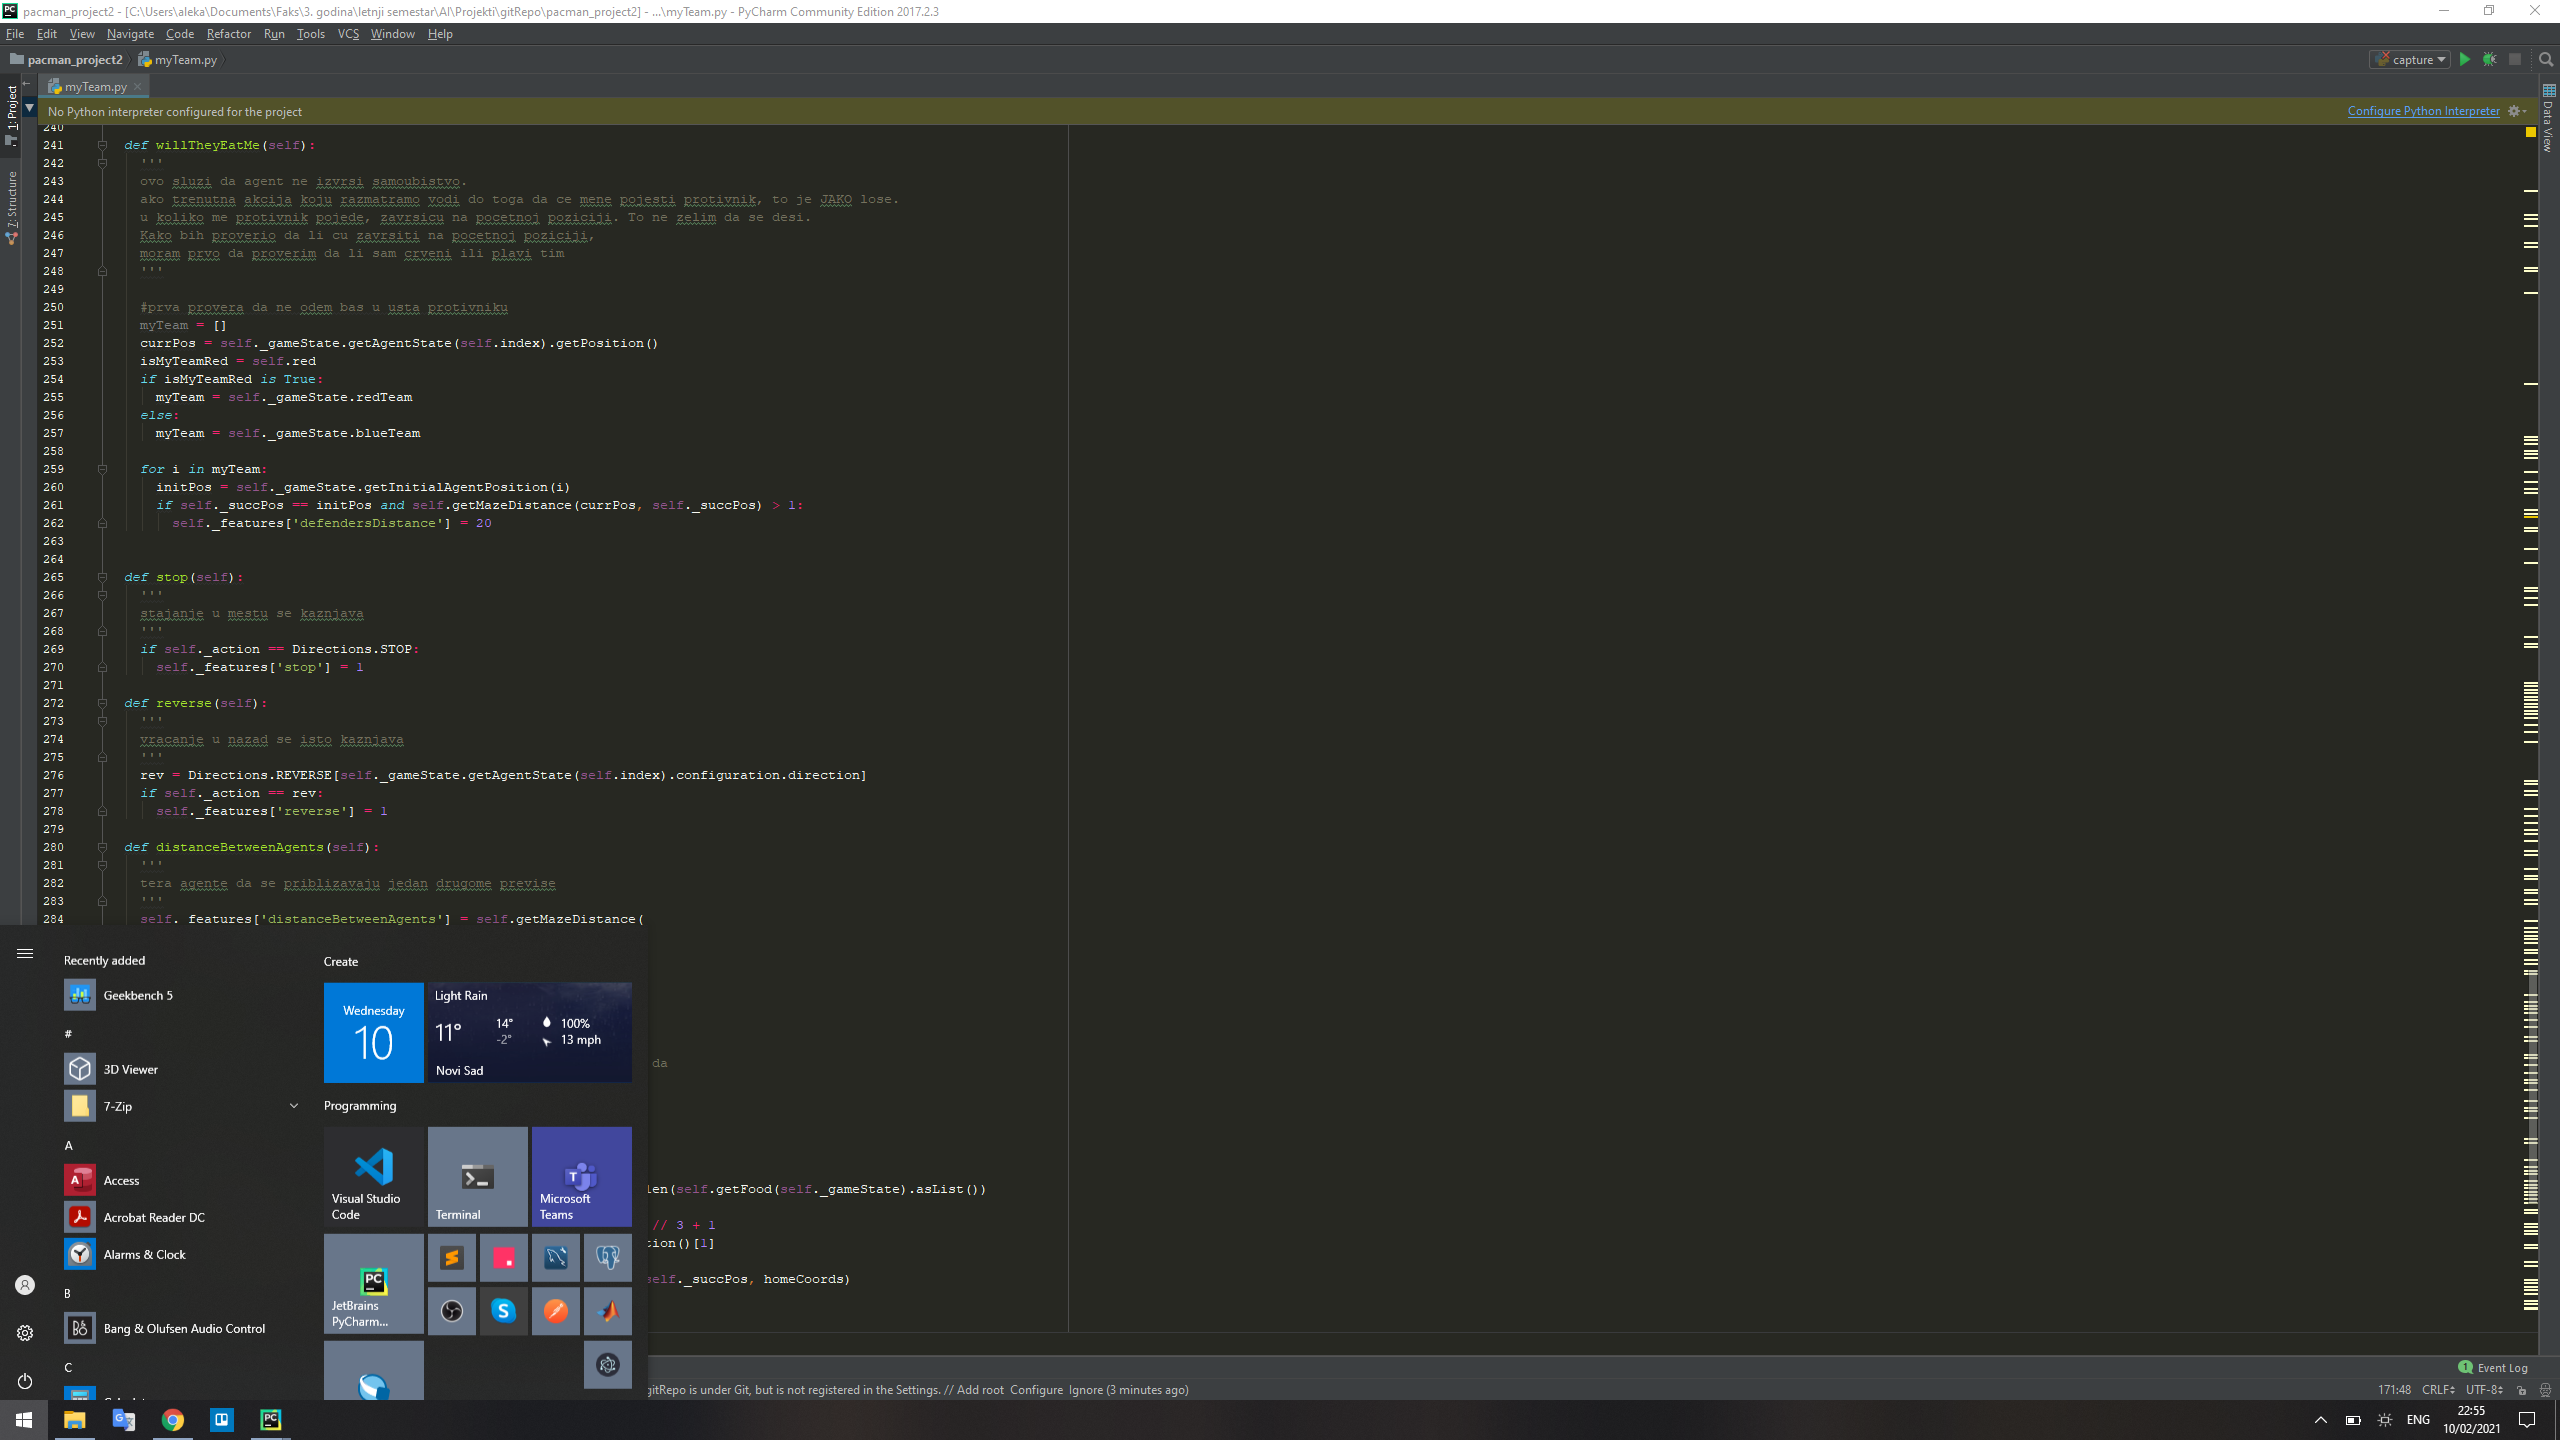 pacman_project2 - [C:\Users\aleka\Documents\Faks\3. godina\letnji semestar\AI\Projekti\gitRepo\pacman_project2] - ...\myTeam.py - PyCharm Community Edition 2017.2.3
File Edit View Navigate Code Refactor Run Tools VCS Window Help
pacman_project2 myTeam.py capture
myTeam.py
No Python interpreter configured for the project Configure Python Interpreter
1: Project
7: Structure
Data View
240
241 def willTheyEatMe(self):
242 '''
243 ovo sluzi da agent ne izvrsi samoubistvo.
244 ako trenutna akcija koju razmatramo vodi do toga da ce mene pojesti protivnik, to je JAKO lose.
245 u koliko me protivnik pojede, zavrsicu na pocetnoj poziciji. To ne zelim da se desi.
246 Kako bih proverio da li cu zavrsiti na pocetnoj poziciji,
247 moram prvo da proverim da li sam crveni ili plavi tim
248 '''
249
250 #prva provera da ne odem bas u usta protivniku
251 myTeam = []
252 currPos = self._gameState.getAgentState(self.index).getPosition()
253 isMyTeamRed = self.red
254 if isMyTeamRed is True:
255 myTeam = self._gameState.redTeam
256 else:
257 myTeam = self._gameState.blueTeam
258
259 for i in myTeam:
260 initPos = self._gameState.getInitialAgentPosition(i)
261 if self._succPos == initPos and self.getMazeDistance(currPos, self._succPos) > 1:
262 self._features['defendersDistance'] = 20
263
264
265 def stop(self):
266 '''
267 stajanje u mestu se kaznjava
268 '''
269 if self._action == Directions.STOP:
270 self._features['stop'] = 1
271
272 def reverse(self):
273 '''
274 vracanje u nazad se isto kaznjava
275 '''
276 rev = Directions.REVERSE[self._gameState.getAgentState(self.index).configuration.direction]
277 if self._action == rev:
278 self._features['reverse'] = 1
279
280 def distanceBetweenAgents(self):
281 '''
282 tera agente da se priblizavaju jedan drugome previse
283 '''
284 self._features['distanceBetweenAgents'] = self.getMazeDistance(
da
len(self.getFood(self._gameState).asList())
// 3 + 1
tion()[1]
self._succPos, homeCoords)
Recently added
Geekbench 5
#
3D Viewer
7-Zip
A
Access
Acrobat Reader DC
Alarms & Clock
B
Bang & Olufsen Audio Control
C
Create
Wednesday
10
Light Rain
11° 14° 100%
-2° 13 mph
Novi Sad
Programming
Visual Studio Code
Terminal
Microsoft Teams
JetBrains PyCharm...
1 Event Log
gitRepo is under Git, but is not registered in the Settings. // Add root Configure Ignore (3 minutes ago)
171:48 CRLF UTF-8
ENG
22:55
10/02/2021